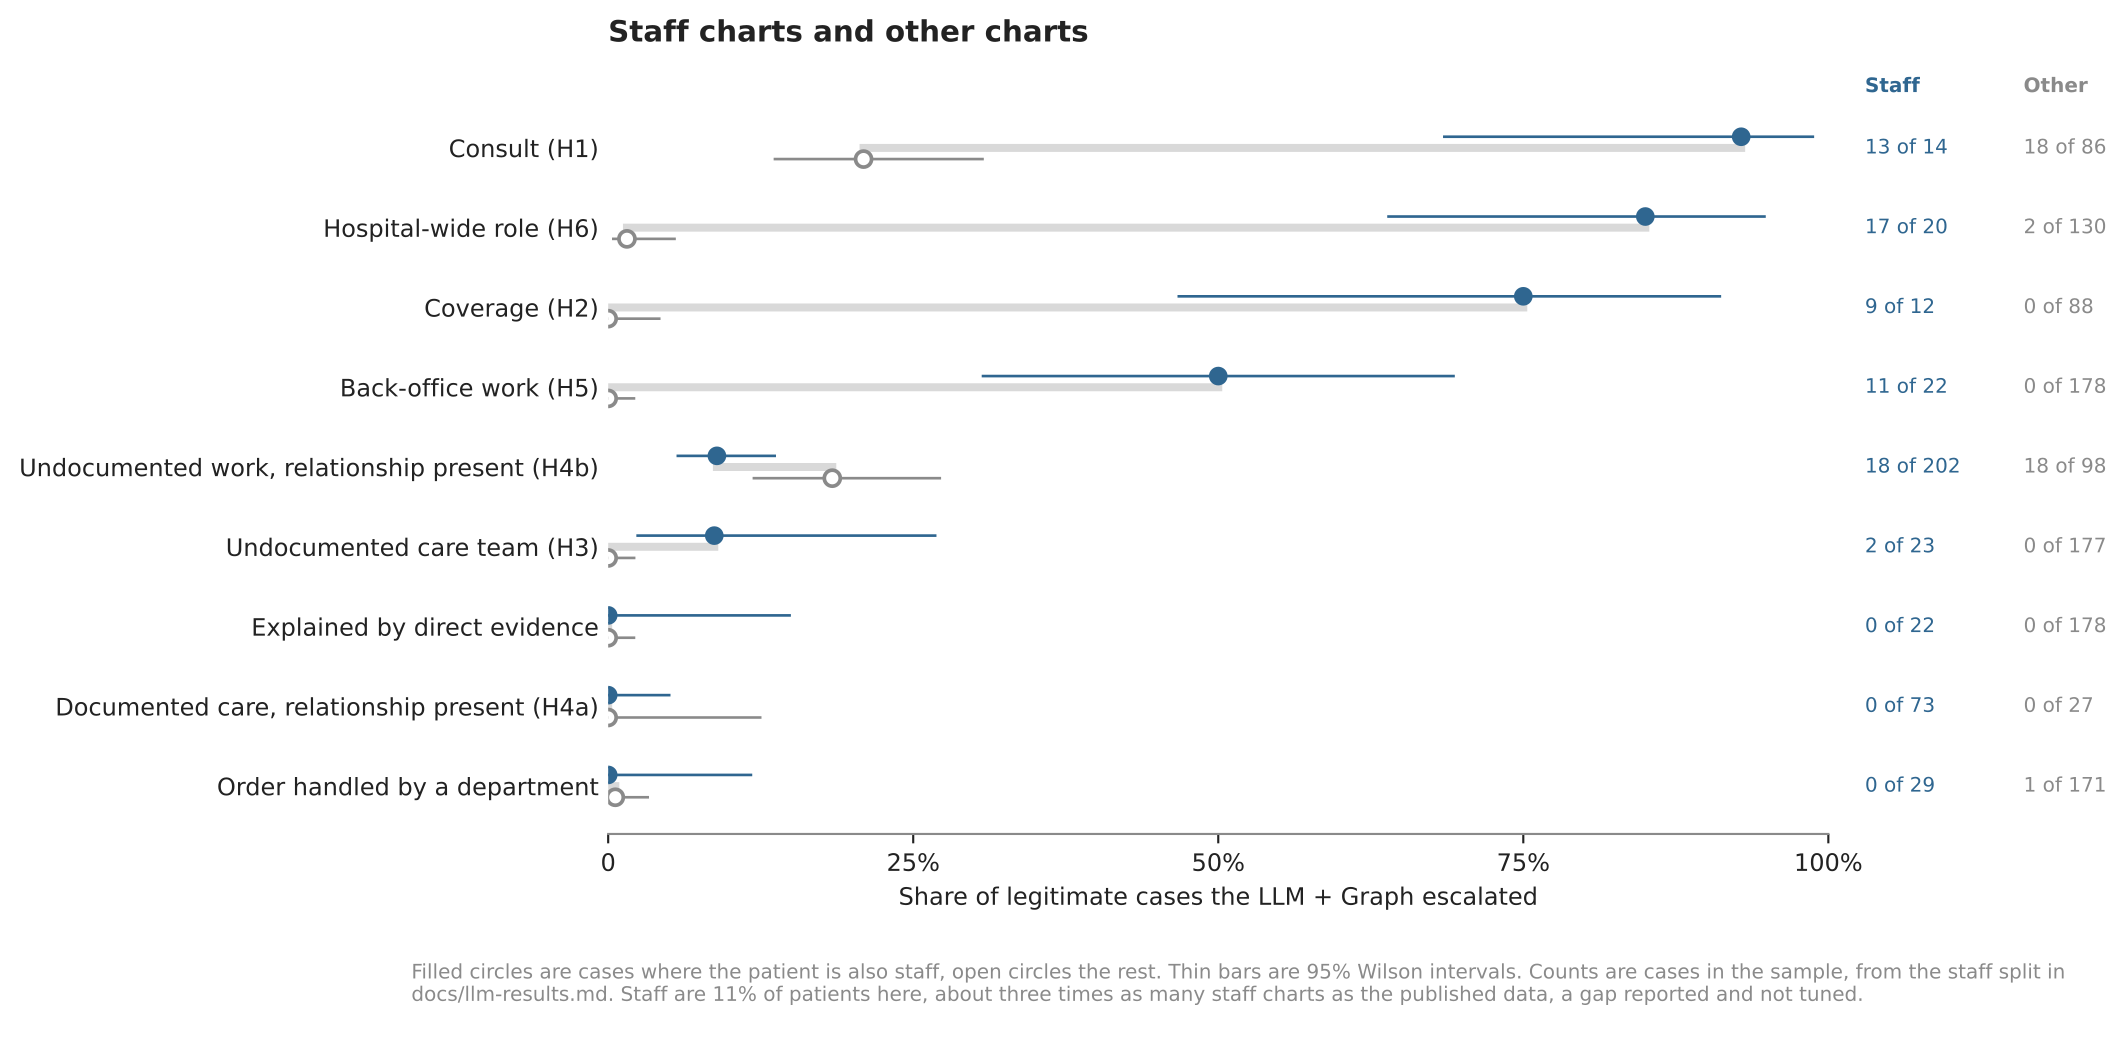 Staff charts and other charts
Staff Other
Consult (H1) 13 of 14 18 of 86
Hospital-wide role (H6) 17 of 20 2 of 130
Coverage (H2) 9 of 12 0 of 88
Back-office work (H5) 11 of 22 0 of 178
Undocumented work, relationship present (H4b) 18 of 202 18 of 98
Undocumented care team (H3) 2 of 23 0 of 177
Explained by direct evidence 0 of 22 0 of 178
Documented care, relationship present (H4a) 0 of 73 0 of 27
Order handled by a department 0 of 29 1 of 171
0 25% 50% 75% 100%
Share of legitimate cases the LLM + Graph escalated
Filled circles are cases where the patient is also staff, open circles the rest. Thin bars are 95% Wilson intervals. Counts are cases in the sample, from the staff split in
docs/llm-results.md. Staff are 11% of patients here, about three times as many staff charts as the published data, a gap reported and not tuned.